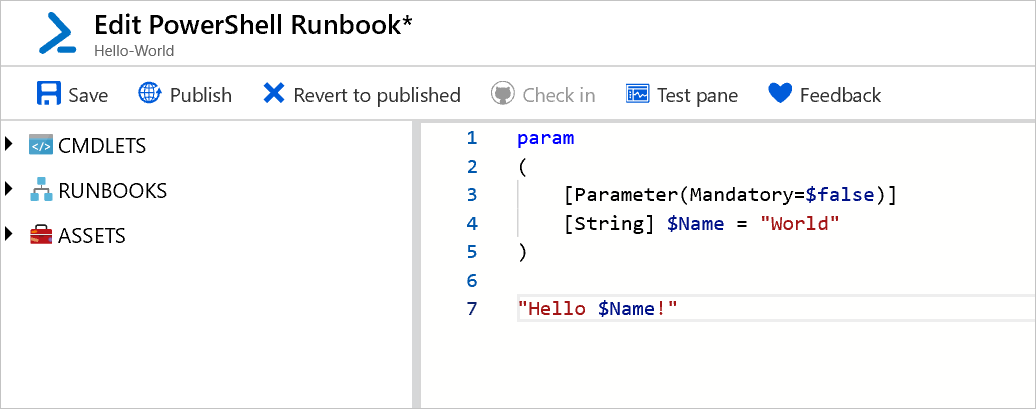 Edit PowerShell Runbook*
Hello-World
Save Publish Revert to published Check in Test pane Feedback
CMDLETS
RUNBOOKS
ASSETS
1 param
2 (
3 [Parameter(Mandatory=$false)]
4 [String] $Name = "World"
5 )
6
7 "Hello $Name!"